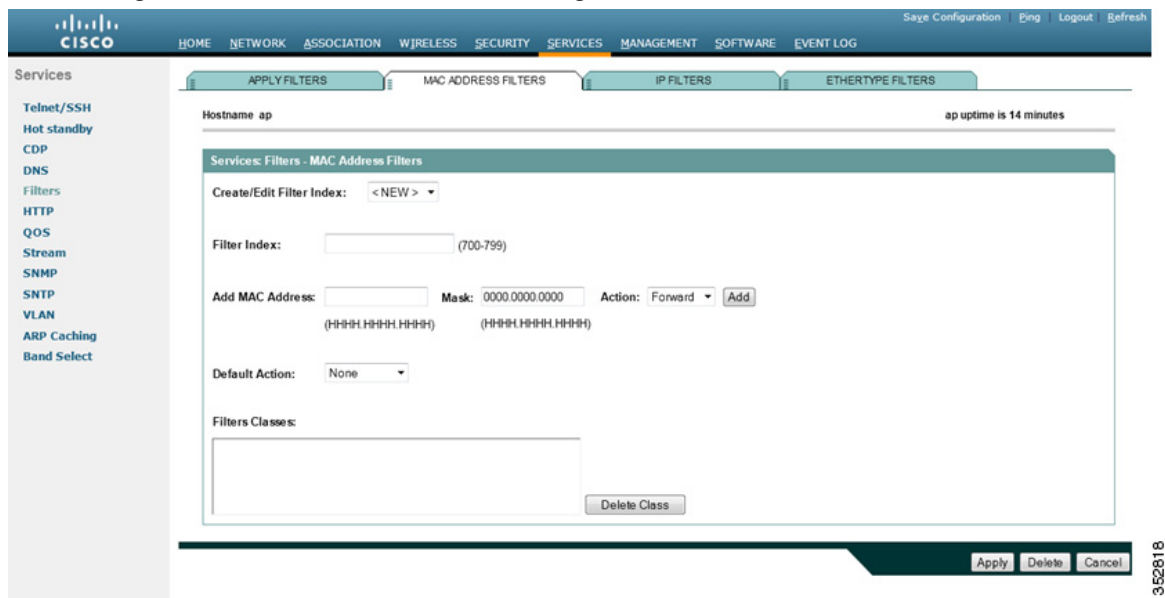 Save Configuration | Ping | Logout | Refresh
CISCO
HOME NETWORK ASSOCIATION WIRELESS SECURITY SERVICES MANAGEMENT SOFTWARE EVENT LOG
Services
Telnet/SSH
Hot standby
CDP
DNS
Filters
HTTP
QOS
Stream
SNMP
SNTP
VLAN
ARP Caching
Band Select
APPLY FILTERS MAC ADDRESS FILTERS IP FILTERS ETHERTYPE FILTERS
Hostname ap ap uptime is 14 minutes
Services: Filters - MAC Address Filters
Create/Edit Filter Index: < NEW >
Filter Index: (700-799)
Add MAC Address: Mask: 0000.0000.0000 Action: Forward Add
(HHHH.HHHH.HHHH) (HHHH.HHHH.HHHH)
Default Action: None
Filters Classes:
Delete Class
Apply Delete Cancel
352818